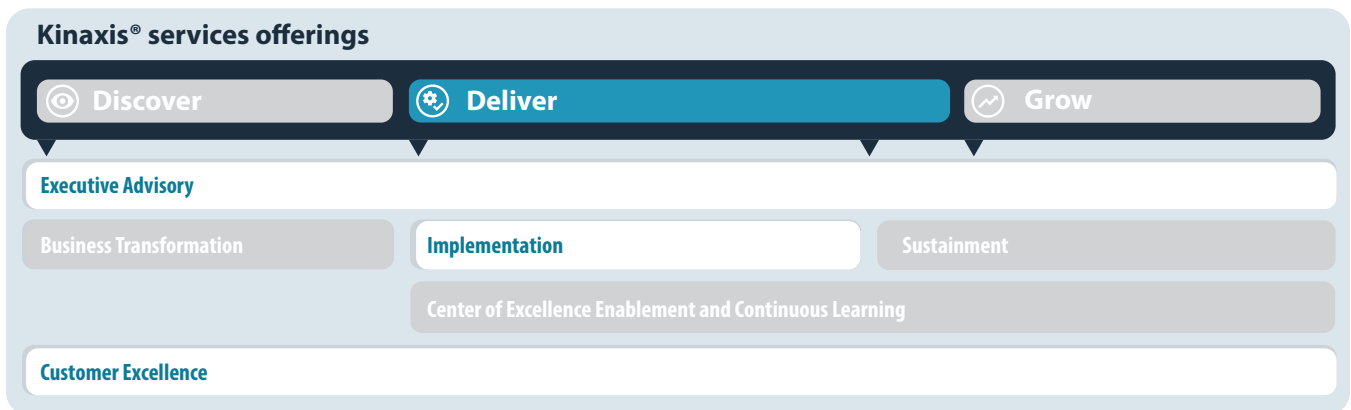 Kinaxis® services offerings
Discover
Deliver
Grow
Executive Advisory
Business Transformation
Implementation
Sustainment
Center of Excellence Enablement and Continuous Learning
Customer Excellence